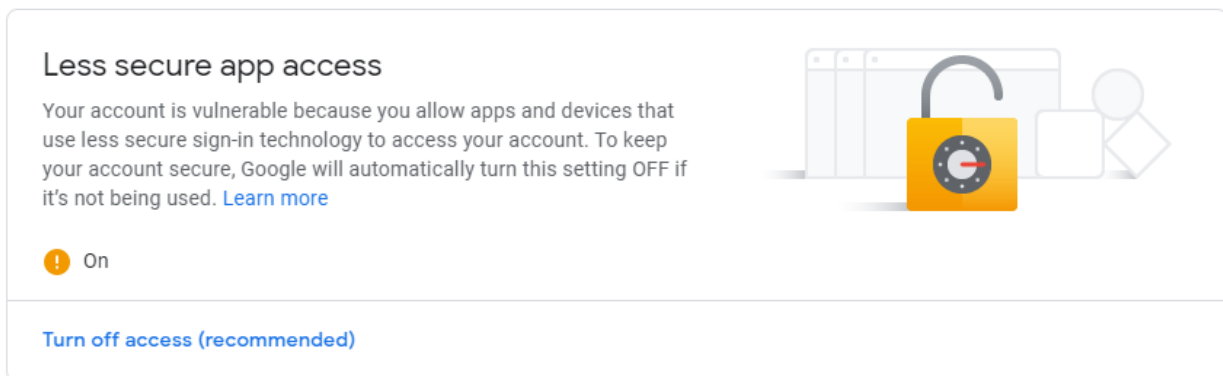 Less secure app access
Your account is vulnerable because you allow apps and devices that
use less secure sign-in technology to access your account. To keep
your account secure, Google will automatically turn this setting OFF if
it's not being used. Learn more
On
Turn off access (recommended)